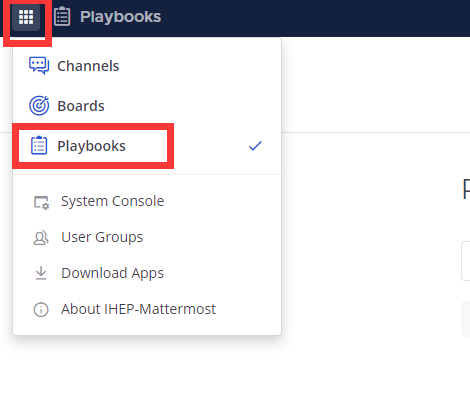 Playbooks
Channels
Boards
Playbooks
System Console
User Groups
Download Apps
About IHEP-Mattermost